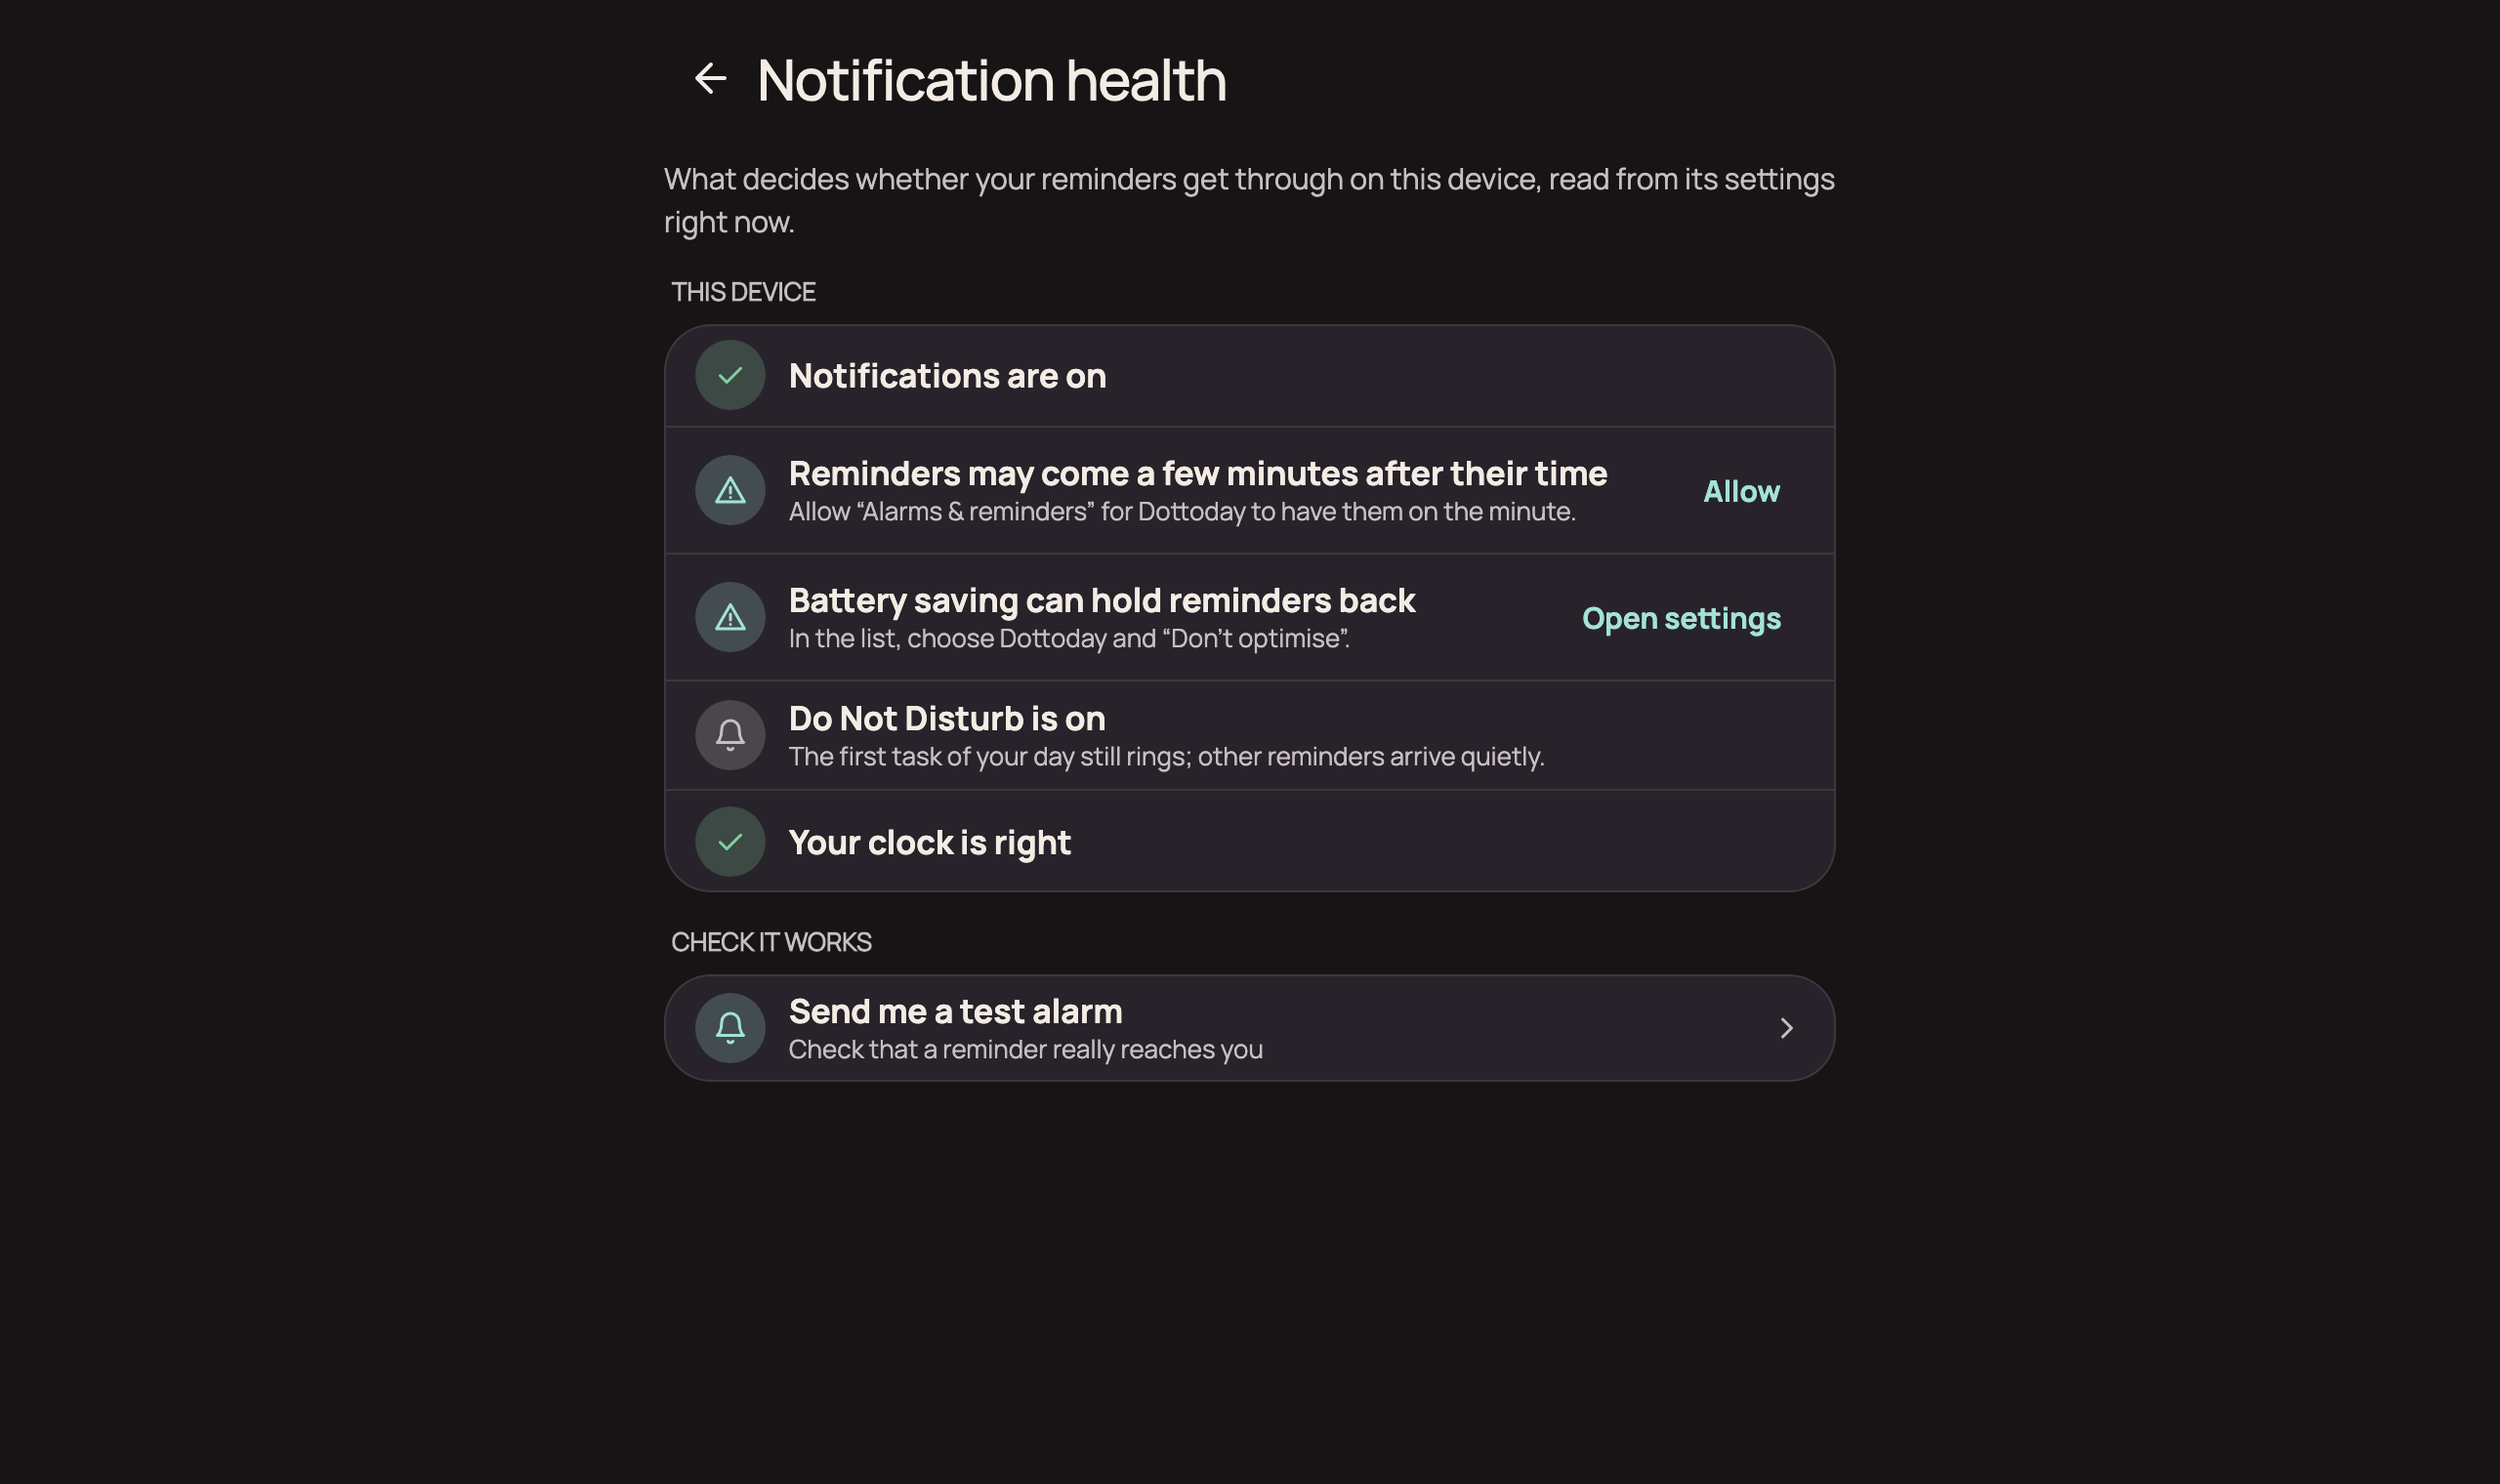 Notification health
What decides whether your reminders get through on this device, read from its settings
right now.
THIS DEVICE
Notifications are on
Reminders may come a few minutes after their time
Allow “Alarms & reminders” for Dottoday to have them on the minute.
Allow
Battery saving can hold reminders back
In the list, choose Dottoday and “Don’t optimise”.
Open settings
Do Not Disturb is on
The first task of your day still rings; other reminders arrive quietly.
Your clock is right
CHECK IT WORKS
Send me a test alarm
Check that a reminder really reaches you